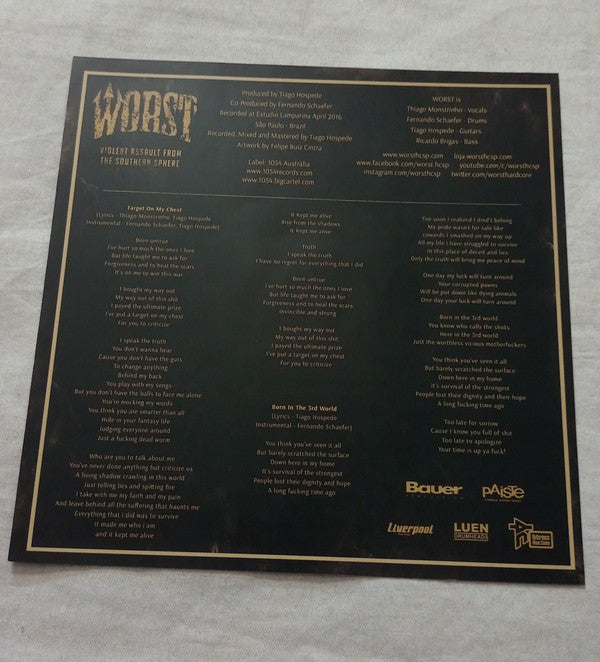 WORST
VIOLENT ASSAULT FROM
THE SOUTHERN SPHERE
Produced by Tiago Hospede
Co Produced by Fernando Schaefer
Recorded at Estudio Lamparina April 2016
São Paulo - Brazil
Recorded, Mixed and Mastered by Tiago Hospede
Artwork by Felipe Ruiz Cintra
Label: 1054 Austrália
www.1054records.com
www.1054.bigcartel.com
WORST is
Thiago Monstrinho - Vocals
Fernando Schaefer - Drums
Tiago Hospede - Guitars
Ricardo Brigas - Bass
www.worsthcsp.com loja.worsthcsp.com
www.facebook.com/worst.hcsp youtube.com/c/worsthcsp
instagram.com/worsthcsp twitter.com/worsthardcore
Target On My Chest
(Lyrics - Thiago Monstrinho, Tiago Hospede
Instrumental - Fernando Schaefer, Tiago Hospede)
Been untrue
I've hurt so much the ones I love
But life taught me to ask for
Forgiveness and to heal the scars
It's on me to win this war
I bought my way out
My way out of this shit
I payed the ultimate prize
I've put a target on my chest
For you to criticize
I speak the truth
You don't wanna hear
Cause you don't have the guts
To change anything
Behind my back
You play with my songs
But you don't have the balls to face me alone
You're mocking my words
You think you are smarter than all
Hide in your fantasy life
Judging everyone around
Just a fucking dead worm
Who are you to talk about me
You've never done anything but criticize us
A living shadow crawling in this world
Just telling lies and spitting fire
I take with me my faith and my pain
And leave behind all the suffering that haunts me
Everything that i did was to survive
It made me who i am
and it kept me alive
It Kept me alive
Rise from the shadows
It Kept me alive
Truth
I speak the truth
I have no regret for everything that I did
Been untrue
I've hurt so much the ones I love
But life taught me to ask for
Forgiveness and to heal the scars
Invincible and strong
I bought my way out
My way out of this shit
I payed the ultimate prize
I've put a target on my chest
For you to criticize
Born In The 3rd World
(Lyrics - Tiago Hospede
Instrumental - Fernando Schaefer)
You think you've seen it all
But barely scratched the surface
Down here in my home
It's survival of the strongest
People lost their dignity and hope
A long fucking time ago
Too soon I realized I dind't belong
My pride wasn't for sale like
cowards I smashed on my way up
All my life I have struggled to survive
In this place of deceit and lies
Only the truth will bring me peace of mind
One day my luck will turn around
Your corrupted pawns
Will be put down like dying animals
One day your luck will turn around
Born in the 3rd world
You know who calls the shots
Here in the 3rd world
Just the worthless vicious motherfuckers
You think you've seen it all
But barely scratched the surface
Down here in my home
it's survival of the strongest
People lost their dignity and hope
A long fucking time ago
Too late for sorrow
Cause I know you full of shit
Too late to apologize
Your time is up ya fuck!
Bauer
PAiSTe
Liverpool
LUEN
DRUMHEADS
Reference
Music Center